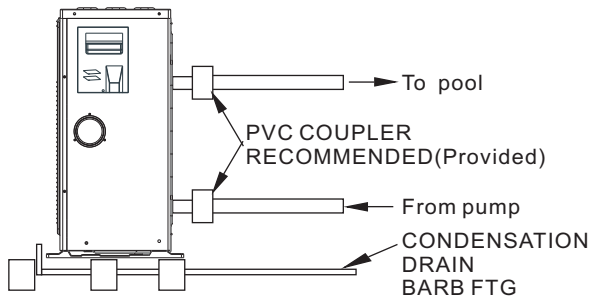 To pool
PVC COUPLER
RECOMMENDED(Provided)
From pump
CONDENSATION
DRAIN
BARB FTG